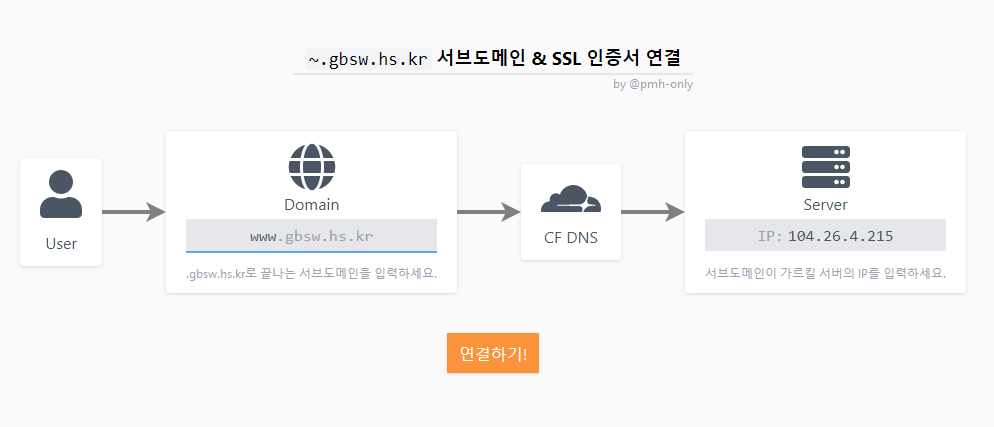 ~.gbsw.hs.kr 서브도메인 & SSL 인증서 연결
by @pmh-only
User
Domain
www.gbsw.hs.kr
.gbsw.hs.kr로 끝나는 서브도메인을 입력하세요.
CF DNS
Server
IP: 104.26.4.215
서브도메인이 가르킬 서버의 IP를 입력하세요.
연결하기!